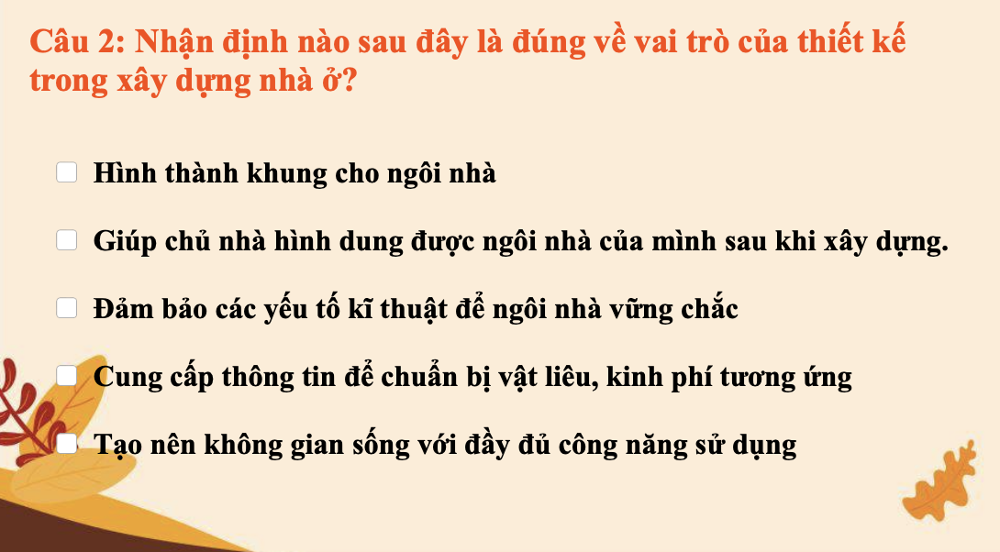 Câu 2: Nhận định nào sau đây là đúng về vai trò của thiết kế
trong xây dựng nhà ở?
Hình thành khung cho ngôi nhà
Giúp chủ nhà hình dung được ngôi nhà của mình sau khi xây dựng.
Đảm bảo các yếu tố kĩ thuật để ngôi nhà vững chắc
Cung cấp thông tin để chuẩn bị vật liêu, kinh phí tương ứng
Tạo nên không gian sống với đầy đủ công năng sử dụng